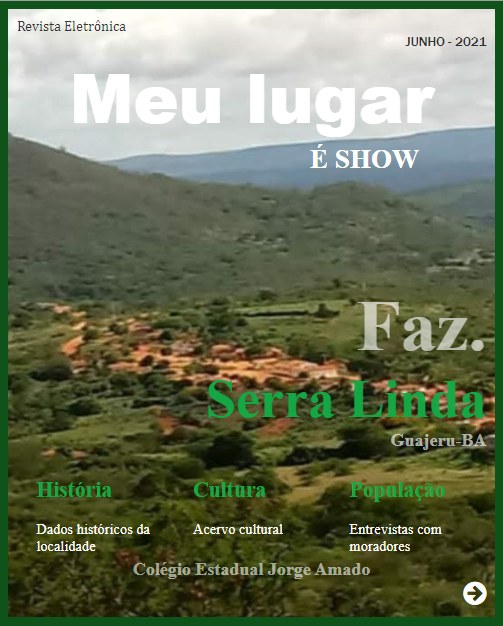 Revista Eletrônica
JUNHO - 2021
Meu lugar
É SHOW
Faz.
Serra Linda
Guajeru-BA
História
Dados históricos da
localidade
Cultura
Acervo cultural
População
Entrevistas com
moradores
Colégio Estadual Jorge Amado